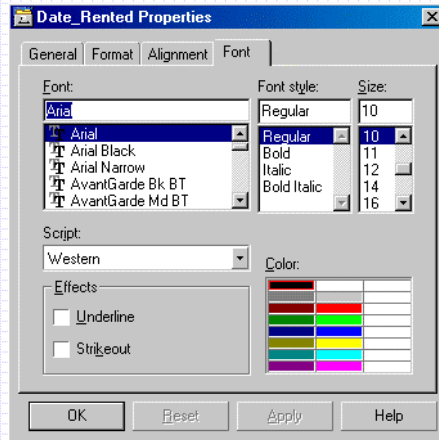 Date_Rented Properties
General Format Alignment Font
Font: Font style: Size:
Arial Regular 10
Arial Regular 10
Arial Black Bold 11
Arial Narrow Italic 12
AvantGarde Bk BT Bold Italic 14
AvantGarde Md BT 16
Script:
Western
Color:
Effects
Underline
Strikeout
OK Reset Apply Help